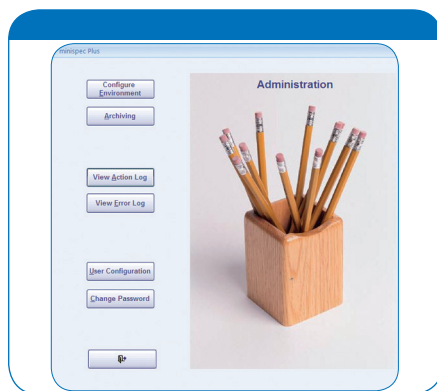 minispec Plus
Administration
Configure
Environment
Archiving
View Action Log
View Error Log
User Configuration
Change Password